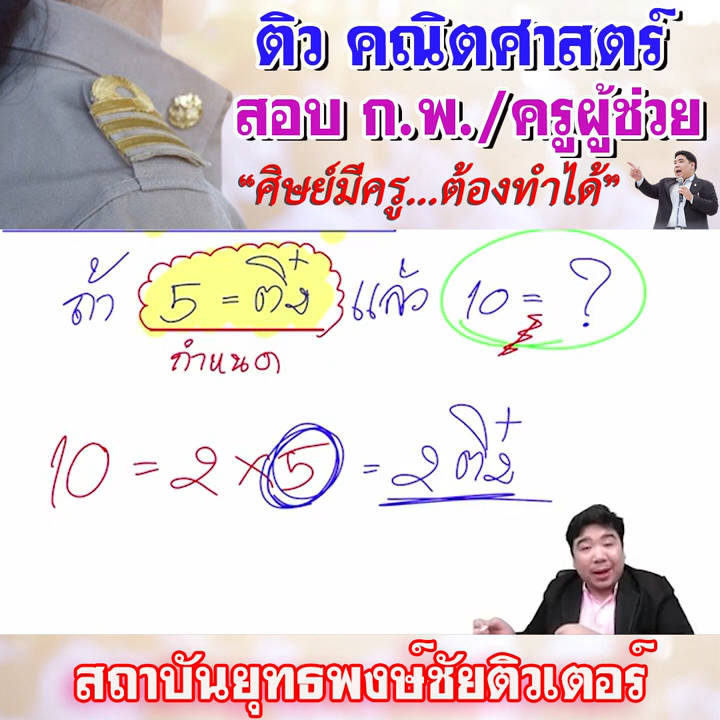 ติว คณิตศาสตร์
สอบ ก.พ./ครูผู้ช่วย
“ศิษย์มีครู...ต้องทำได้”
ถ้า 5 = ติ๋ง แล้ว 10 = ?
กำหนด
10 = 2 × 5 = 2 ติ๋ง
สถาบันยุทธพงษ์ชัยติวเตอร์